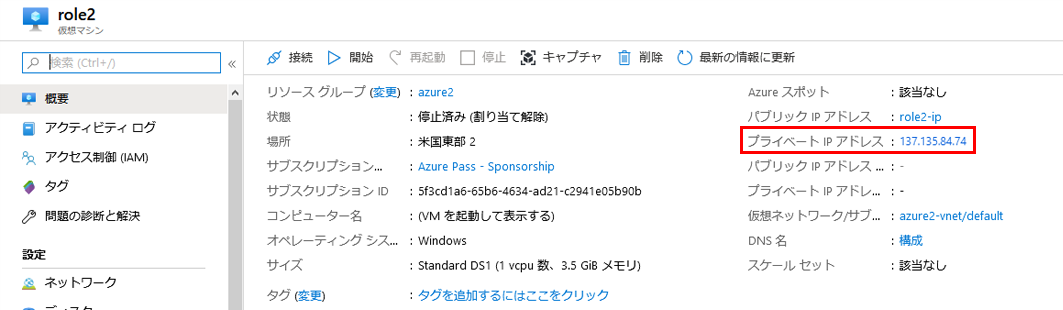 role2
仮想マシン
検索 (Ctrl+/)
«
接続
開始
再起動
停止
キャプチャ
削除
最新の情報に更新
概要
アクティビティ ログ
アクセス制御 (IAM)
タグ
問題の診断と解決
設定
ネットワーク
ディスク
リソース グループ (変更) : azure2
状態 : 停止済み (割り当て解除)
場所 : 米国東部 2
サブスクリプション... : Azure Pass - Sponsorship
サブスクリプション ID : 5f3cd1a6-65b6-4634-ad21-c2941e05b90b
コンピューター名 : (VM を起動して表示する)
オペレーティング シス... : Windows
サイズ : Standard DS1 (1 vcpu 数、3.5 GiB メモリ)
タグ (変更) : タグを追加するにはここをクリック
Azure スポット : 該当なし
パブリック IP アドレス : role2-ip
プライベート IP アドレス : 137.135.84.74
パブリック IP アドレス ... : -
プライベート IP アドレ... : -
仮想ネットワーク/サブ... : azure2-vnet/default
DNS 名 : 構成
スケール セット : 該当なし